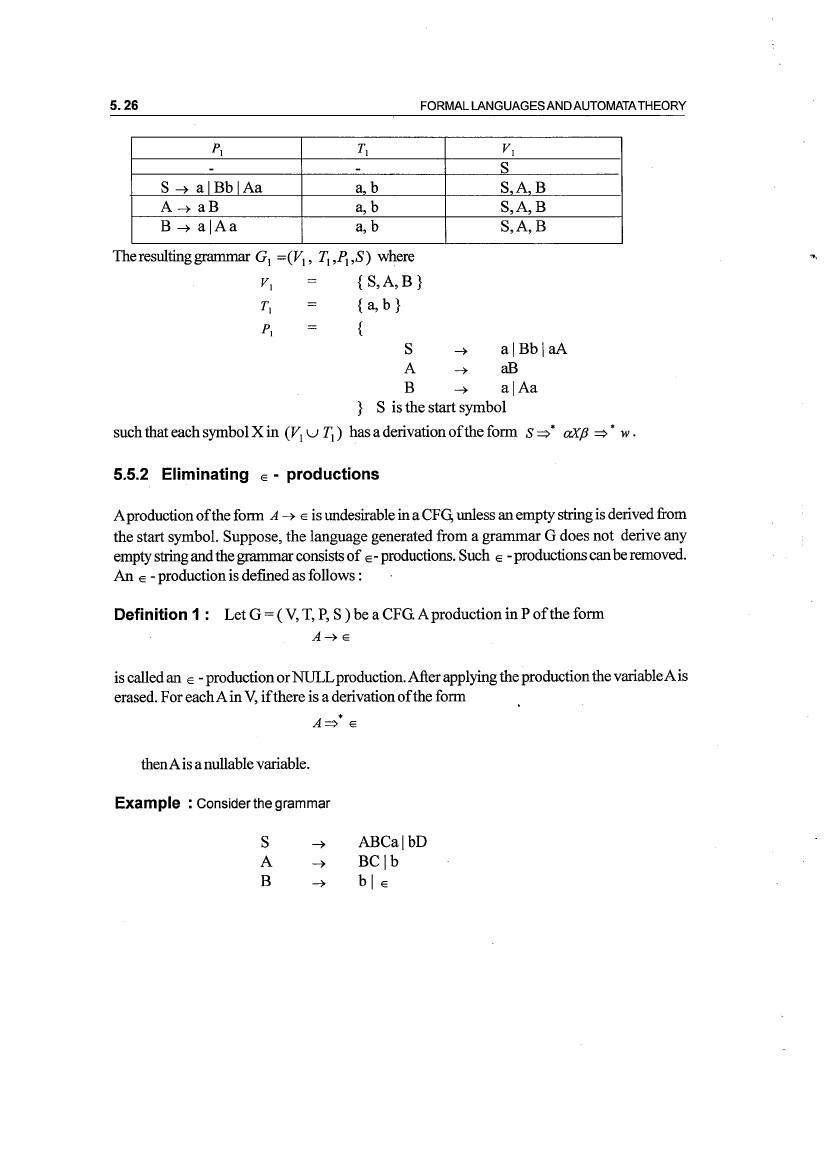 5. 26 FORMAL LANGUAGES AND AUTOMATA THEORY
P₁ T₁ V₁
- - S
S → a | Bb | Aa a, b S, A, B
A → aB a, b S, A, B
B → a | Aa a, b S, A, B
The resulting grammar G₁ =(V₁, T₁,P₁,S) where
V₁ = { S, A, B }
T₁ = { a, b }
P₁ = {
S → a | Bb | aA
A → aB
B → a | Aa
} S is the start symbol
such that each symbol X in (V₁ ∪ T₁) has a derivation of the form S ⇒* αXβ ⇒* w.
5.5.2 Eliminating ∈ - productions
A production of the form A → ∈ is undesirable in a CFG, unless an empty string is derived from
the start symbol. Suppose, the language generated from a grammar G does not derive any
empty string and the grammar consists of ∈- productions. Such ∈ - productions can be removed.
An ∈ - production is defined as follows :
Definition 1 : Let G = ( V, T, P, S ) be a CFG. A production in P of the form
A → ∈
is called an ∈ - production or NULL production. After applying the production the variable A is
erased. For each A in V, if there is a derivation of the form
A ⇒* ∈
then A is a nullable variable.
Example : Consider the grammar
S → ABCa | bD
A → BC | b
B → b | ∈